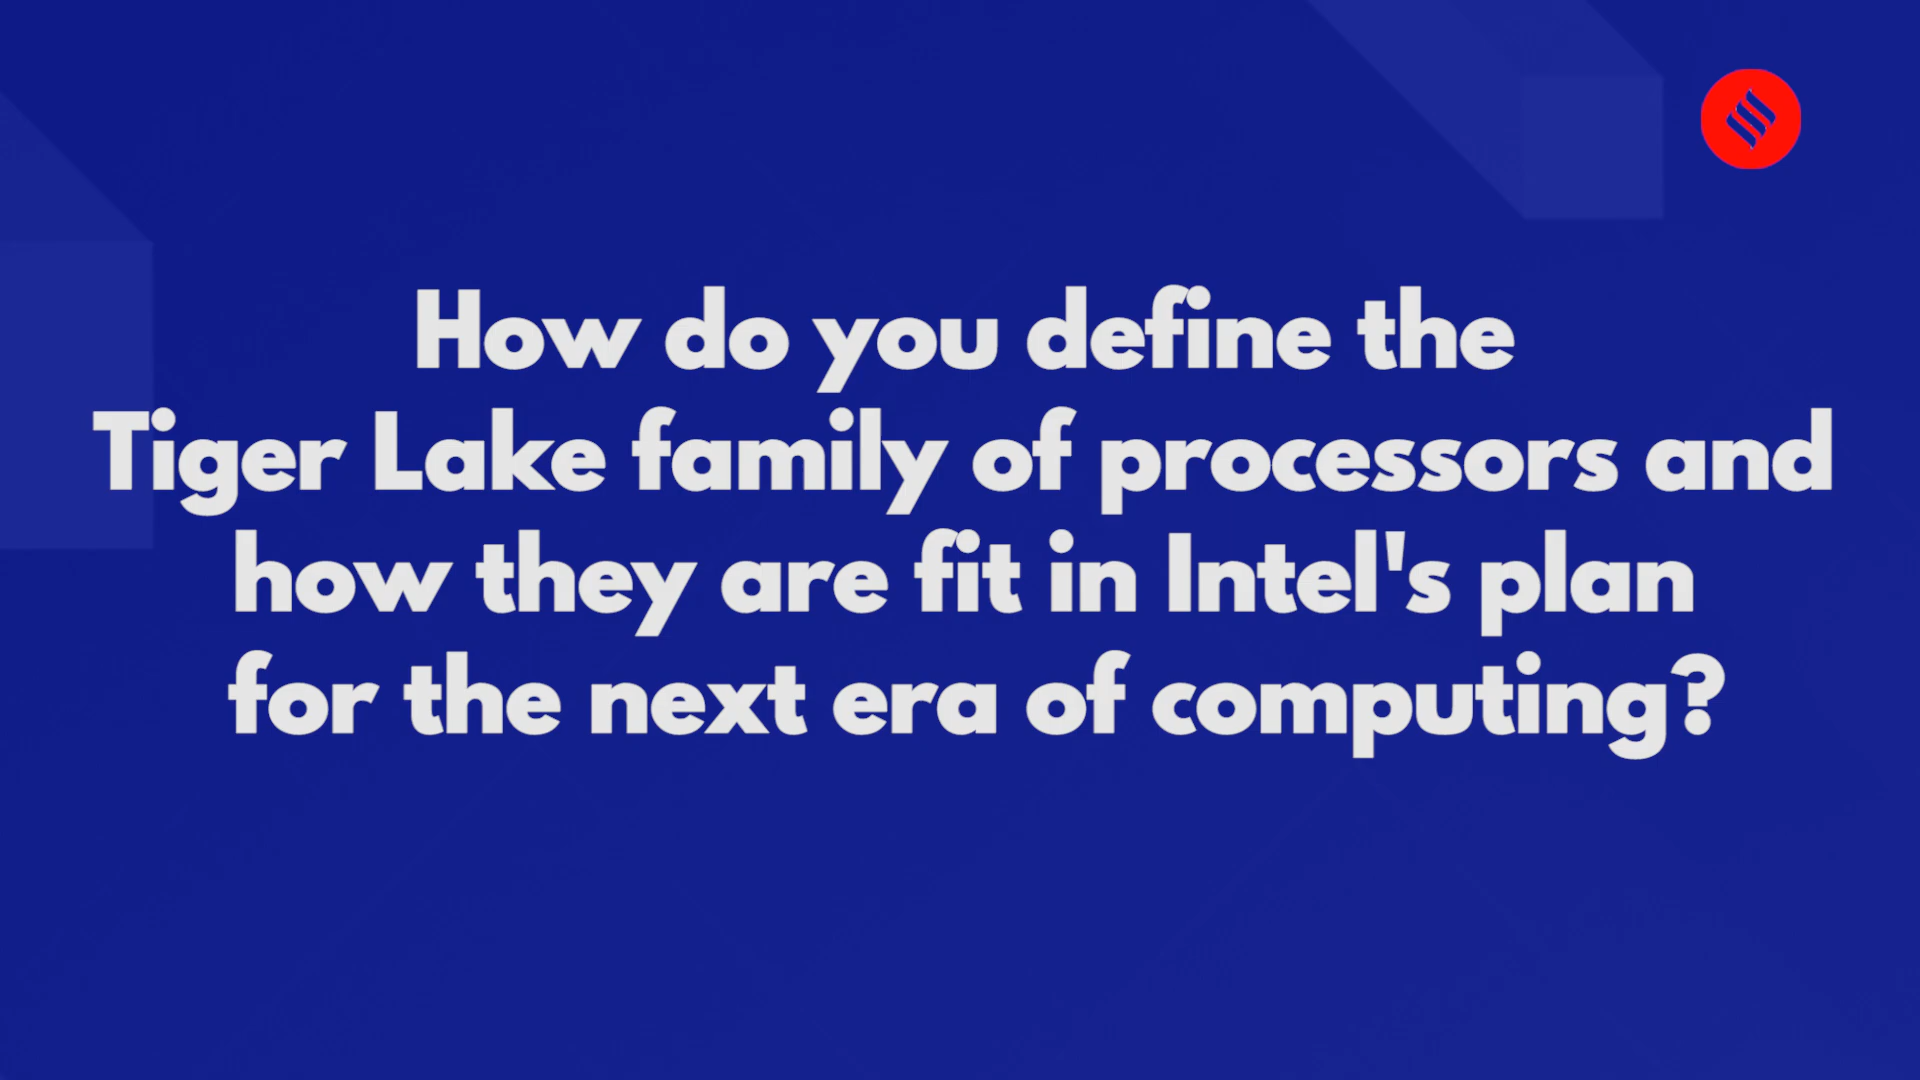 How do you define the
Tiger Lake family of processors and
how they are fit in Intel's plan
for the next era of computing?